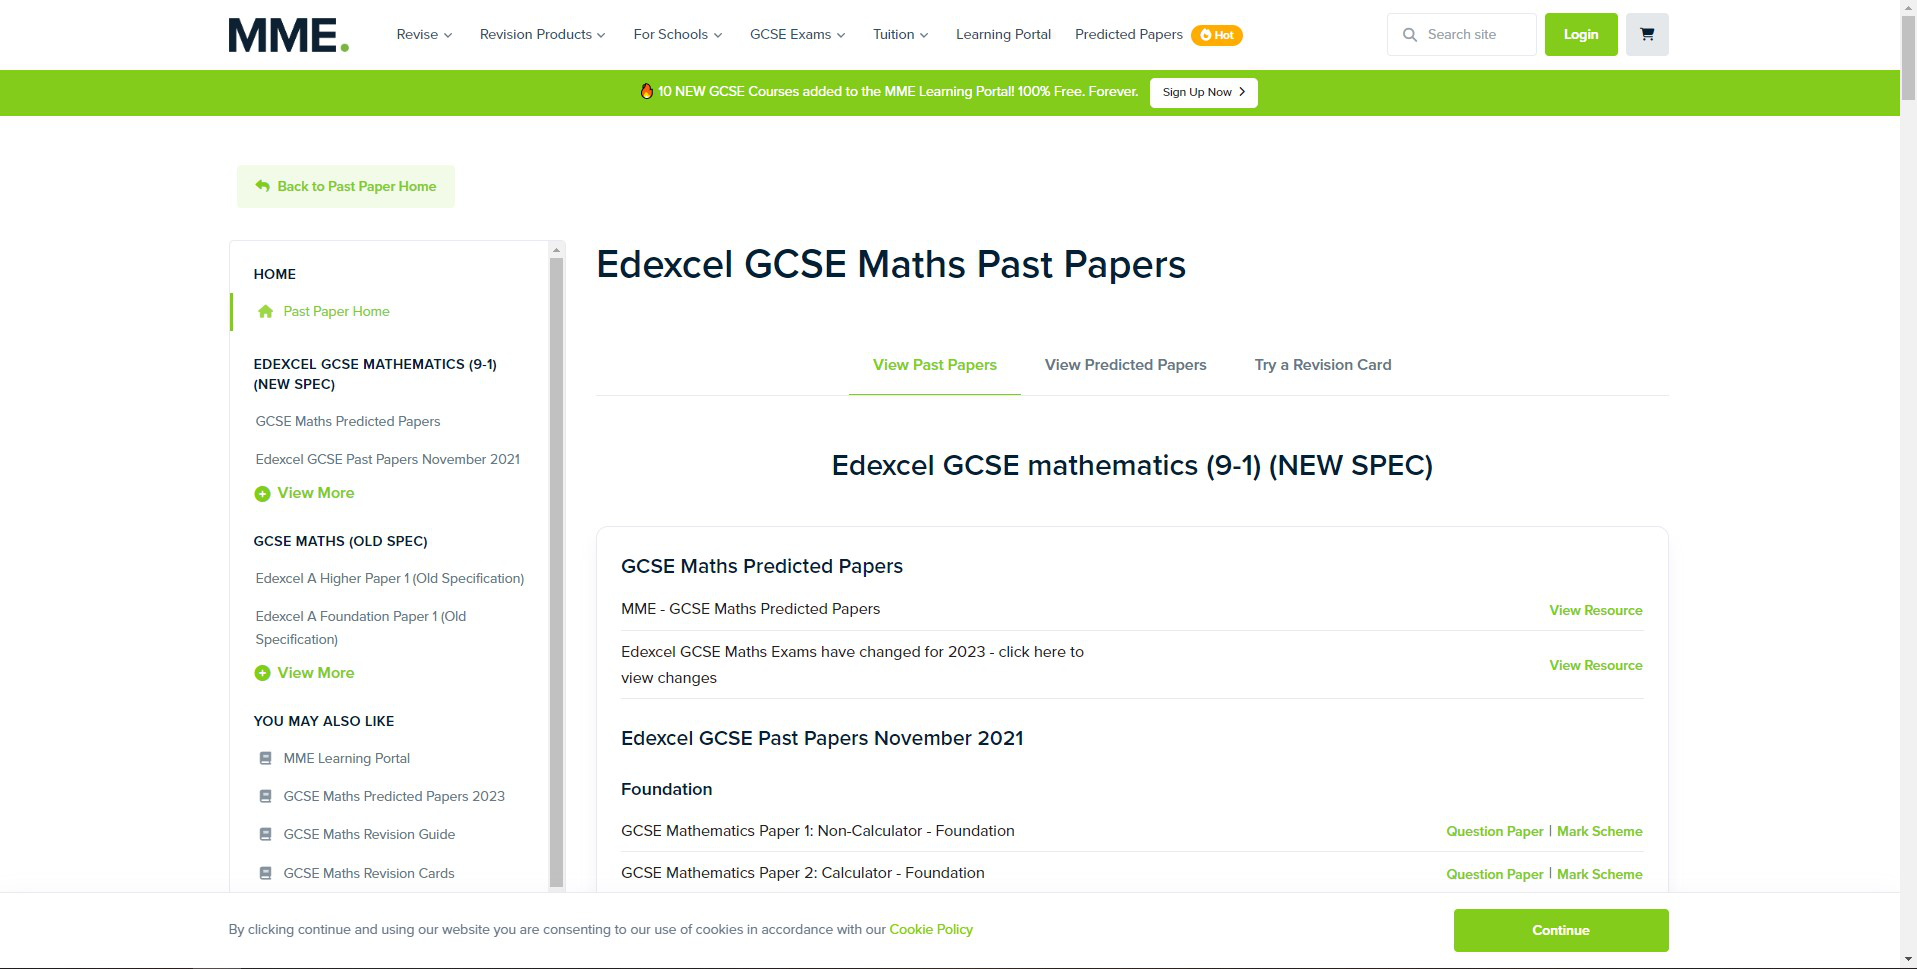 MME.
Revise
Revision Products
For Schools
GCSE Exams
Tuition
Learning Portal
Predicted Papers
Hot
Search site
Login
10 NEW GCSE Courses added to the MME Learning Portal! 100% Free. Forever.
Sign Up Now
Back to Past Paper Home
HOME
Past Paper Home
EDEXCEL GCSE MATHEMATICS (9-1)
(NEW SPEC)
GCSE Maths Predicted Papers
Edexcel GCSE Past Papers November 2021
View More
GCSE MATHS (OLD SPEC)
Edexcel A Higher Paper 1 (Old Specification)
Edexcel A Foundation Paper 1 (Old
Specification)
View More
YOU MAY ALSO LIKE
MME Learning Portal
GCSE Maths Predicted Papers 2023
GCSE Maths Revision Guide
GCSE Maths Revision Cards
Edexcel GCSE Maths Past Papers
View Past Papers
View Predicted Papers
Try a Revision Card
Edexcel GCSE mathematics (9-1) (NEW SPEC)
GCSE Maths Predicted Papers
MME - GCSE Maths Predicted Papers
View Resource
Edexcel GCSE Maths Exams have changed for 2023 - click here to
view changes
View Resource
Edexcel GCSE Past Papers November 2021
Foundation
GCSE Mathematics Paper 1: Non-Calculator - Foundation
Question Paper | Mark Scheme
GCSE Mathematics Paper 2: Calculator - Foundation
Question Paper | Mark Scheme
By clicking continue and using our website you are consenting to our use of cookies in accordance with our Cookie Policy
Continue